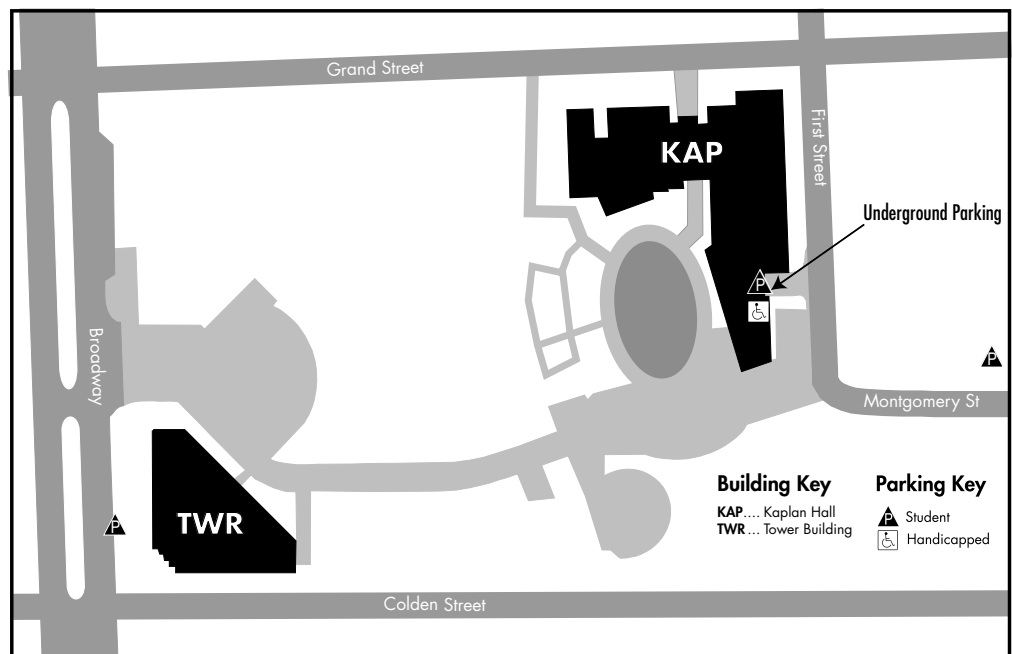 Grand Street
First Street
KAP
Underground Parking
P
Broadway
P
Montgomery St
Building Key
KAP.... Kaplan Hall
TWR... Tower Building
Parking Key
P Student
Handicapped
TWR
P
Colden Street